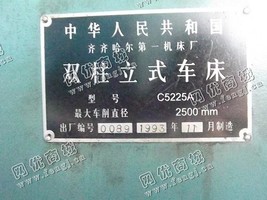 中华人民共和国
齐齐哈尔第一机床厂
双柱立式车床
型号 C5225A
最大车削直径 2500 mm
出厂编号 0089 1993 年 11 月制造